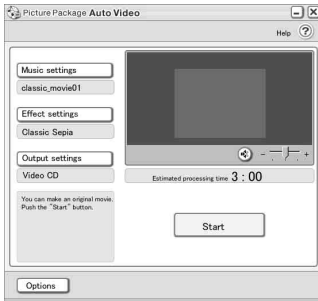 Picture Package Auto Video
Help ?
Music settings
classic_movie01
Effect settings
Classic Sepia
Output settings
Video CD
- +
Estimated processing time 3 : 00
You can make an original movie.
Push the "Start" button.
Start
Options